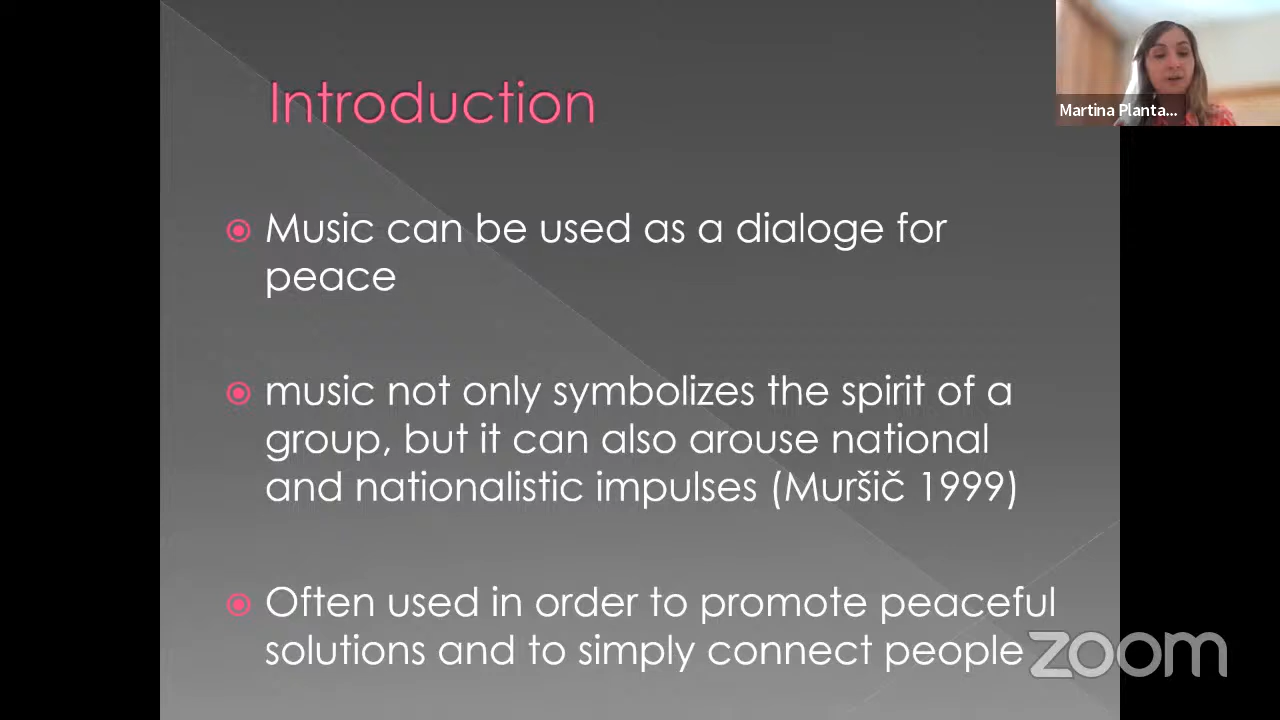 Introduction
Martina Planta...
Music can be used as a dialoge for
peace
music not only symbolizes the spirit of a
group, but it can also arouse national
and nationalistic impulses (Muršič 1999)
Often used in order to promote peaceful
solutions and to simply connect people
zoom